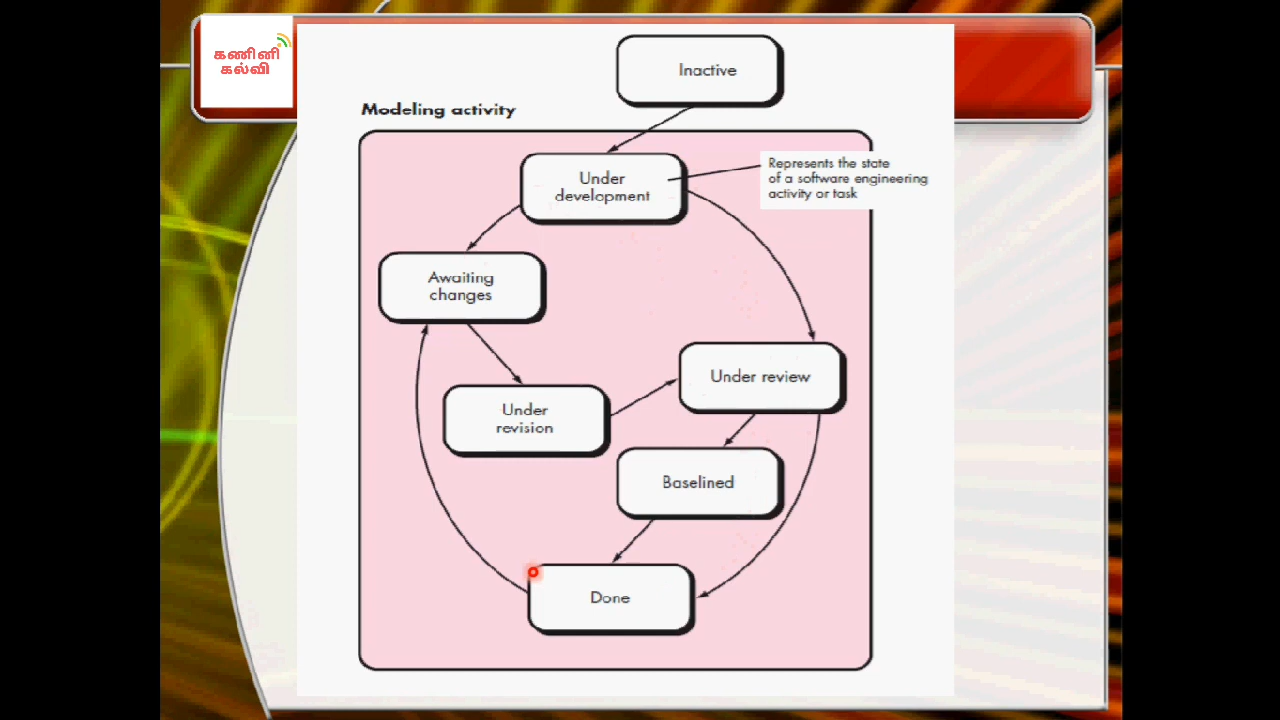 கணினி
கல்வி
Inactive
Modeling activity
Under
development
Represents the state
of a software engineering
activity or task
Awaiting
changes
Under review
Under
revision
Baselined
Done